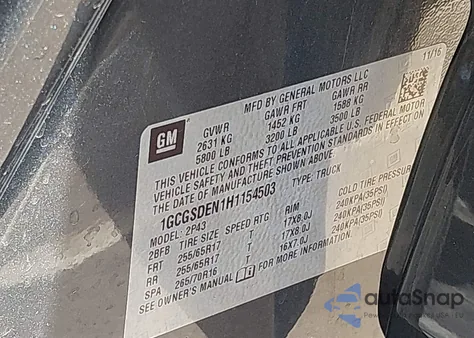 GM
MFD BY GENERAL MOTORS LLC 11/16
GVWR GAWR FRT GAWR RR
2631 KG 1452 KG 1588 KG
5800 LB 3200 LB 3500 LB
THIS VEHICLE CONFORMS TO ALL APPLICABLE U.S. FEDERAL MOTOR
VEHICLE SAFETY AND THEFT PREVENTION STANDARDS IN EFFECT ON
THE DATE OF MANUFACTURE SHOWN ABOVE.
1GCGSDEN1H1154503 TYPE: TRUCK
MODEL: 2P43
2BFB TIRE SIZE SPEED RTG RIM COLD TIRE PRESSURE
FRT 255/65R17 T 17X8.0J 240KPA(35PSI)
RR 255/65R17 T 17X8.0J 240KPA(35PSI)
SPA 265/70R16 T 16X7.0J 240KPA(35PSI)
SEE OWNER'S MANUAL FOR MORE INFORMATION.
autoSnap